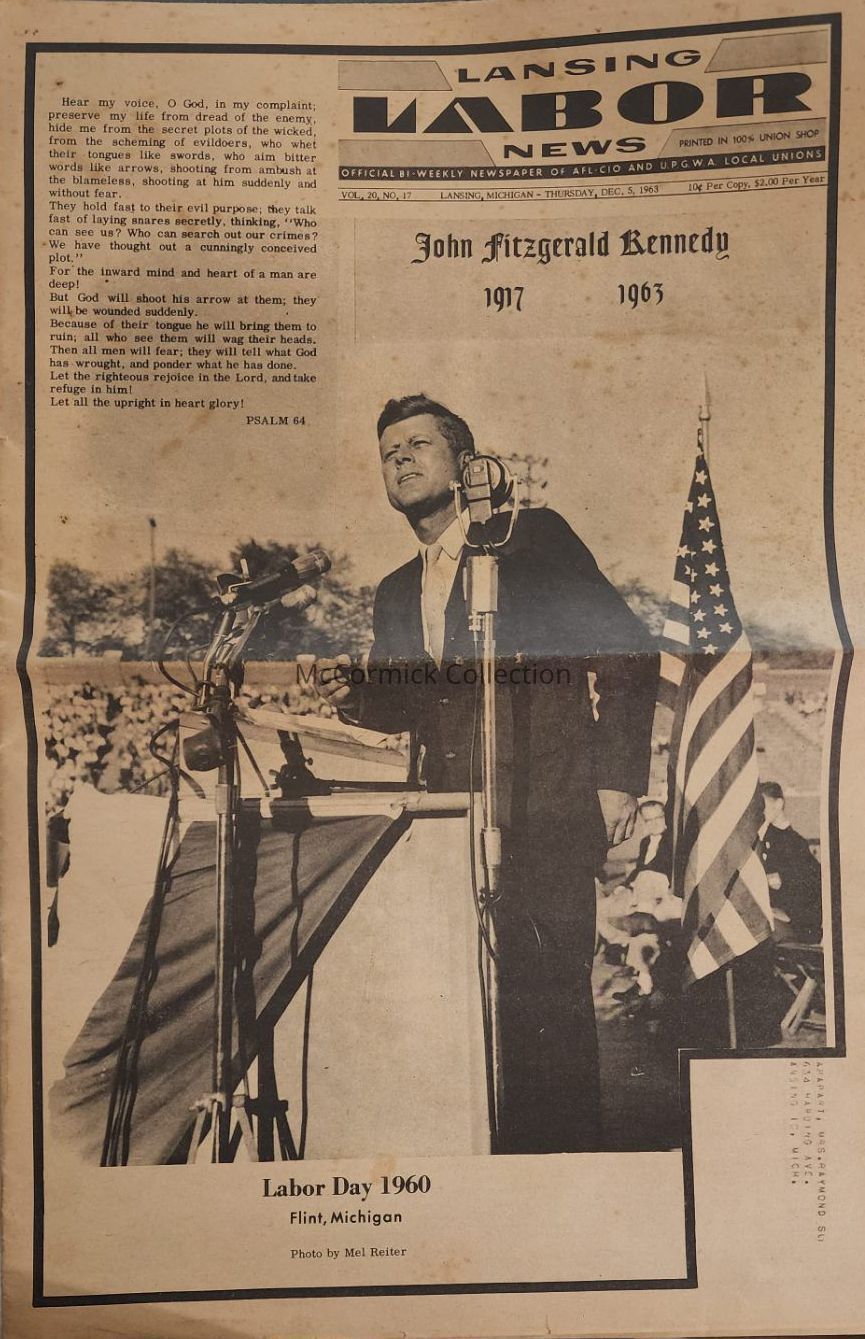 Hear my voice, O God, in my complaint;
preserve my life from dread of the enemy,
hide me from the secret plots of the wicked,
from the scheming of evildoers, who whet
their tongues like swords, who aim bitter
words like arrows, shooting from ambush at
the blameless, shooting at him suddenly and
without fear.
They hold fast to their evil purpose; they talk
fast of laying snares secretly, thinking, "Who
can see us? Who can search out our crimes?
We have thought out a cunningly conceived
plot."
For the inward mind and heart of a man are
deep!
But God will shoot his arrow at them; they
will be wounded suddenly.
Because of their tongue he will bring them to
ruin; all who see them will wag their heads.
Then all men will fear; they will tell what God
has wrought, and ponder what he has done.
Let the righteous rejoice in the Lord, and take
refuge in him!
Let all the upright in heart glory!
PSALM 64
LANSING
LABOR
NEWS
PRINTED IN 100% UNION SHOP
OFFICIAL BI-WEEKLY NEWSPAPER OF AFL-CIO AND U.P.G.W.A. LOCAL UNIONS
VOL. 20, NO. 17 LANSING, MICHIGAN - THURSDAY, DEC. 5, 1963 10¢ Per Copy, $2.00 Per Year
John Fitzgerald Kennedy
1917 1963
McCormick Collection
Labor Day 1960
Flint, Michigan
Photo by Mel Reiter
MRS. RAYMOND
AVE.
MICH.